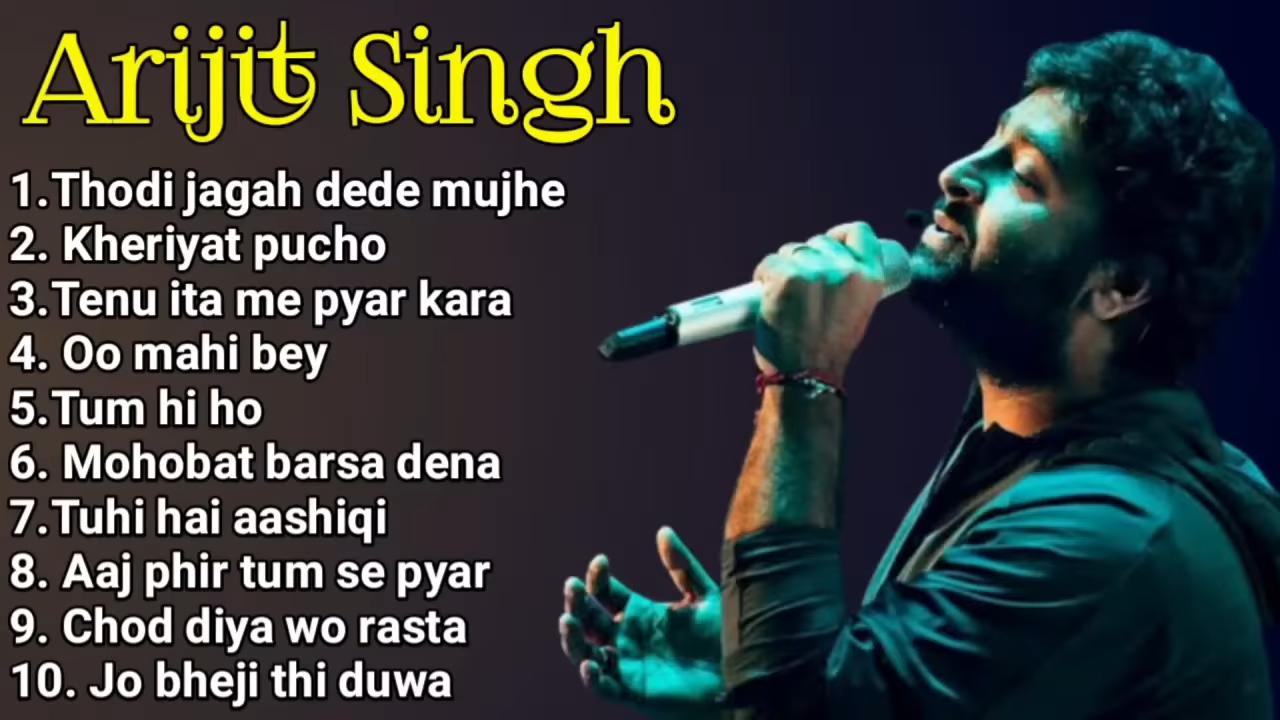 Arijit Singh
1.Thodi jagah dede mujhe
2. Kheriyat pucho
3.Tenu ita me pyar kara
4. Oo mahi bey
5.Tum hi ho
6. Mohobat barsa dena
7.Tuhi hai aashiqi
8. Aaj phir tum se pyar
9. Chod diya wo rasta
10. Jo bheji thi duwa